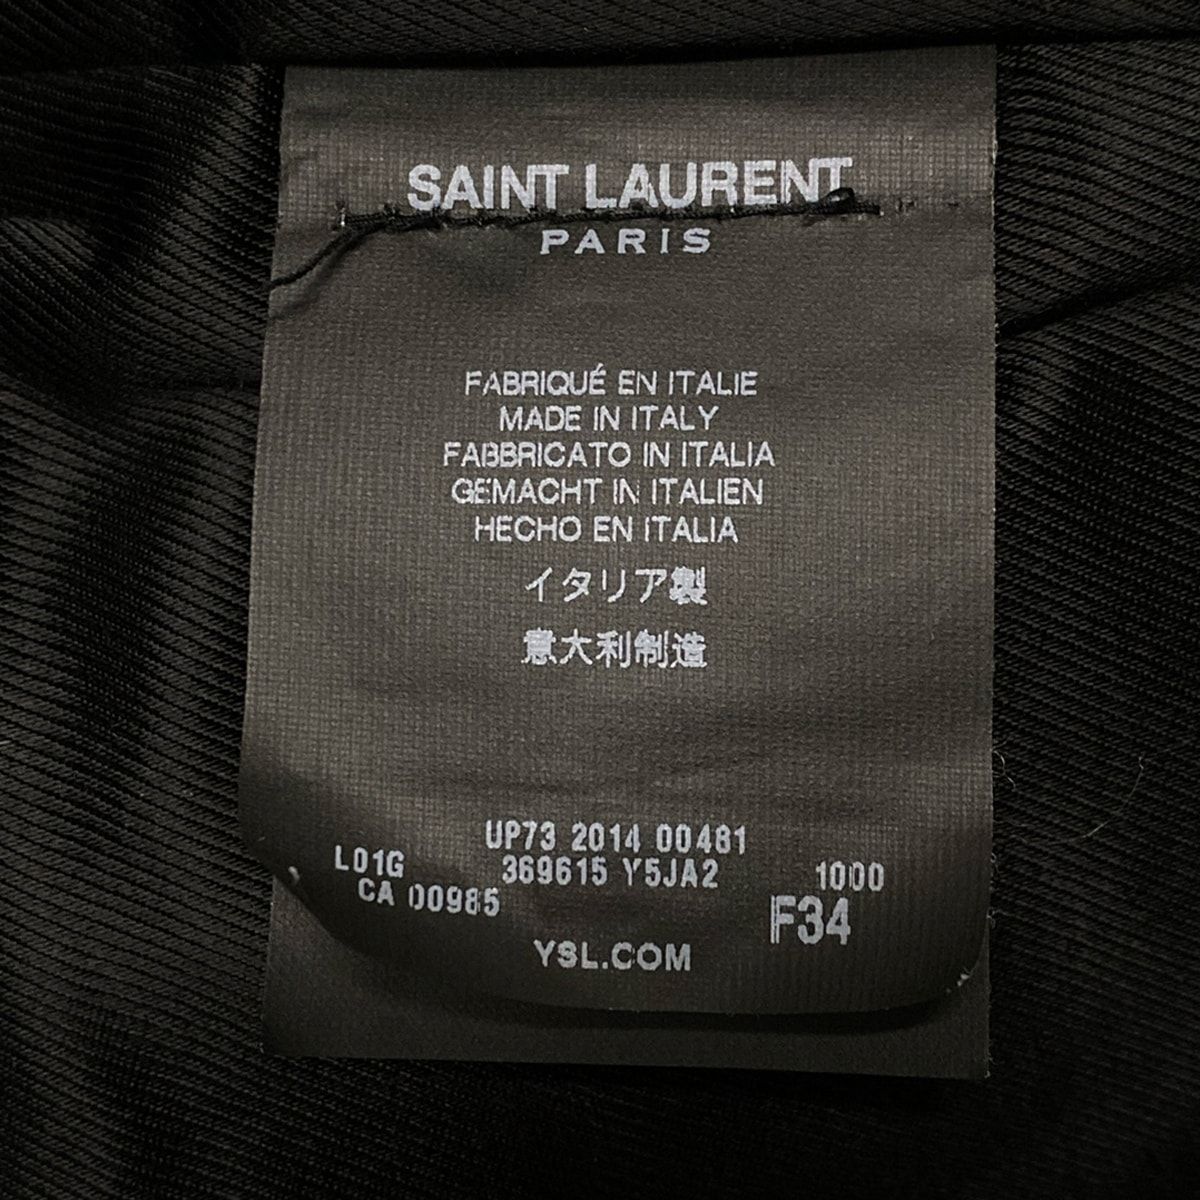 SAINT LAURENT
PARIS
FABRIQUÉ EN ITALIE
MADE IN ITALY
FABBRICATO IN ITALIA
GEMACHT IN ITALIEN
HECHO EN ITALIA
イタリア製
意大利制造
UP73 2014 00481
L01G 369615 Y5JA2 1000
CA 00985 F34
YSL.COM